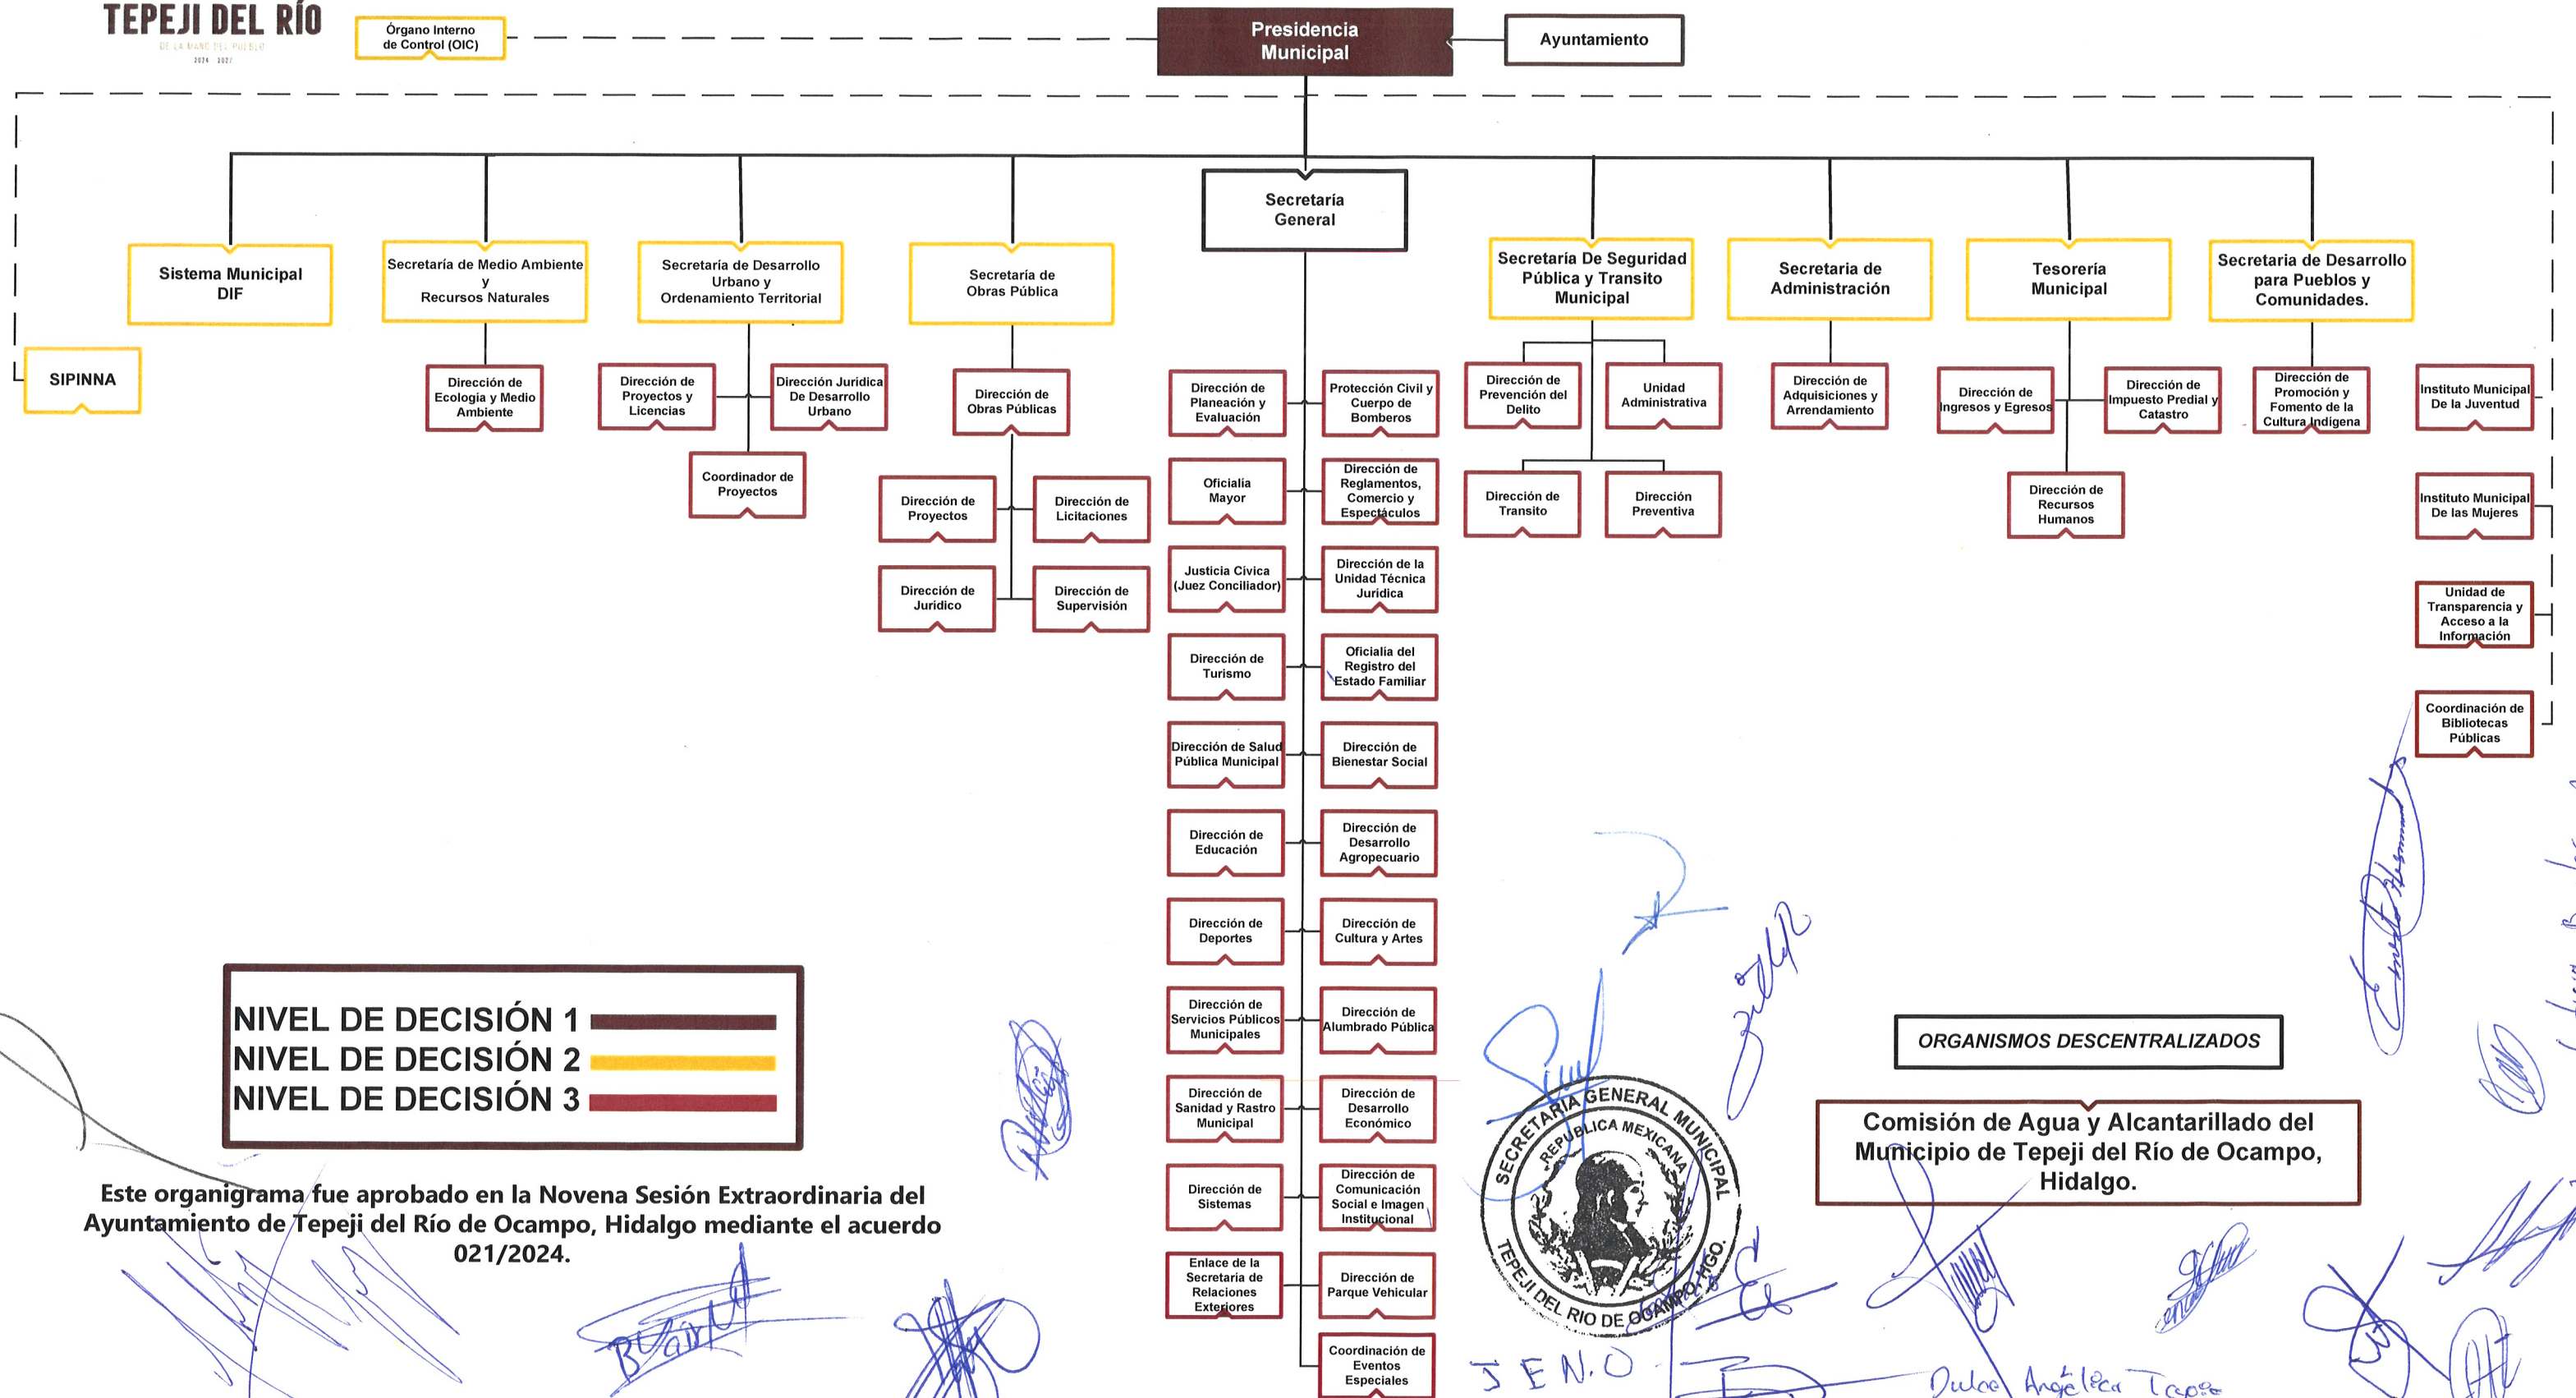 TEPEJI DEL RÍO
DE LA MANO DEL PUEBLO
2024 2027
Órgano Interno
de Control (OIC)
Presidencia
Municipal
Ayuntamiento
Secretaría
General
Sistema Municipal
DIF
Secretaría de Medio Ambiente
y
Recursos Naturales
Secretaría de Desarrollo
Urbano y
Ordenamiento Territorial
Secretaría de
Obras Pública
Secretaría De Seguridad
Pública y Transito
Municipal
Secretaria de
Administración
Tesorería
Municipal
Secretaria de Desarrollo
para Pueblos y
Comunidades.
SIPINNA
Dirección de
Ecología y Medio
Ambiente
Dirección de
Proyectos y
Licencias
Dirección Jurídica
De Desarrollo
Urbano
Coordinador de
Proyectos
Dirección de
Obras Públicas
Dirección de
Proyectos
Dirección de
Licitaciones
Dirección de
Jurídico
Dirección de
Supervisión
Dirección de
Planeación y
Evaluación
Protección Civil y
Cuerpo de
Bomberos
Oficialía
Mayor
Dirección de
Reglamentos,
Comercio y
Espectáculos
Justicia Cívica
(Juez Conciliador)
Dirección de la
Unidad Técnica
Jurídica
Dirección de
Turismo
Oficialía del
Registro del
Estado Familiar
Dirección de Salud
Pública Municipal
Dirección de
Bienestar Social
Dirección de
Educación
Dirección de
Desarrollo
Agropecuario
Dirección de
Deportes
Dirección de
Cultura y Artes
Dirección de
Servicios Públicos
Municipales
Dirección de
Alumbrado Pública
Dirección de
Sanidad y Rastro
Municipal
Dirección de
Desarrollo
Económico
Dirección de
Sistemas
Dirección de
Comunicación
Social e Imagen
Institucional
Enlace de la
Secretaria de
Relaciones
Exteriores
Dirección de
Parque Vehicular
Coordinación de
Eventos
Especiales
Dirección de
Prevención del
Delito
Unidad
Administrativa
Dirección de
Transito
Dirección
Preventiva
Dirección de
Adquisiciones y
Arrendamiento
Dirección de
Ingresos y Egresos
Dirección de
Impuesto Predial y
Catastro
Dirección de
Recursos
Humanos
Dirección de
Promoción y
Fomento de la
Cultura Indígena
Instituto Municipal
De la Juventud
Instituto Municipal
De las Mujeres
Unidad de
Transparencia y
Acceso a la
Información
Coordinación de
Bibliotecas
Públicas
NIVEL DE DECISIÓN 1
NIVEL DE DECISIÓN 2
NIVEL DE DECISIÓN 3
Este organigrama fue aprobado en la Novena Sesión Extraordinaria del
Ayuntamiento de Tepeji del Río de Ocampo, Hidalgo mediante el acuerdo
021/2024.
ORGANISMOS DESCENTRALIZADOS
Comisión de Agua y Alcantarillado del
Municipio de Tepeji del Río de Ocampo,
Hidalgo.
SECRETARIA GENERAL MUNICIPAL
REPUBLICA MEXICANA
TEPEJI DEL RIO DE OCAMPO, HGO.
J E N.O
Dulce Angélica Tapia